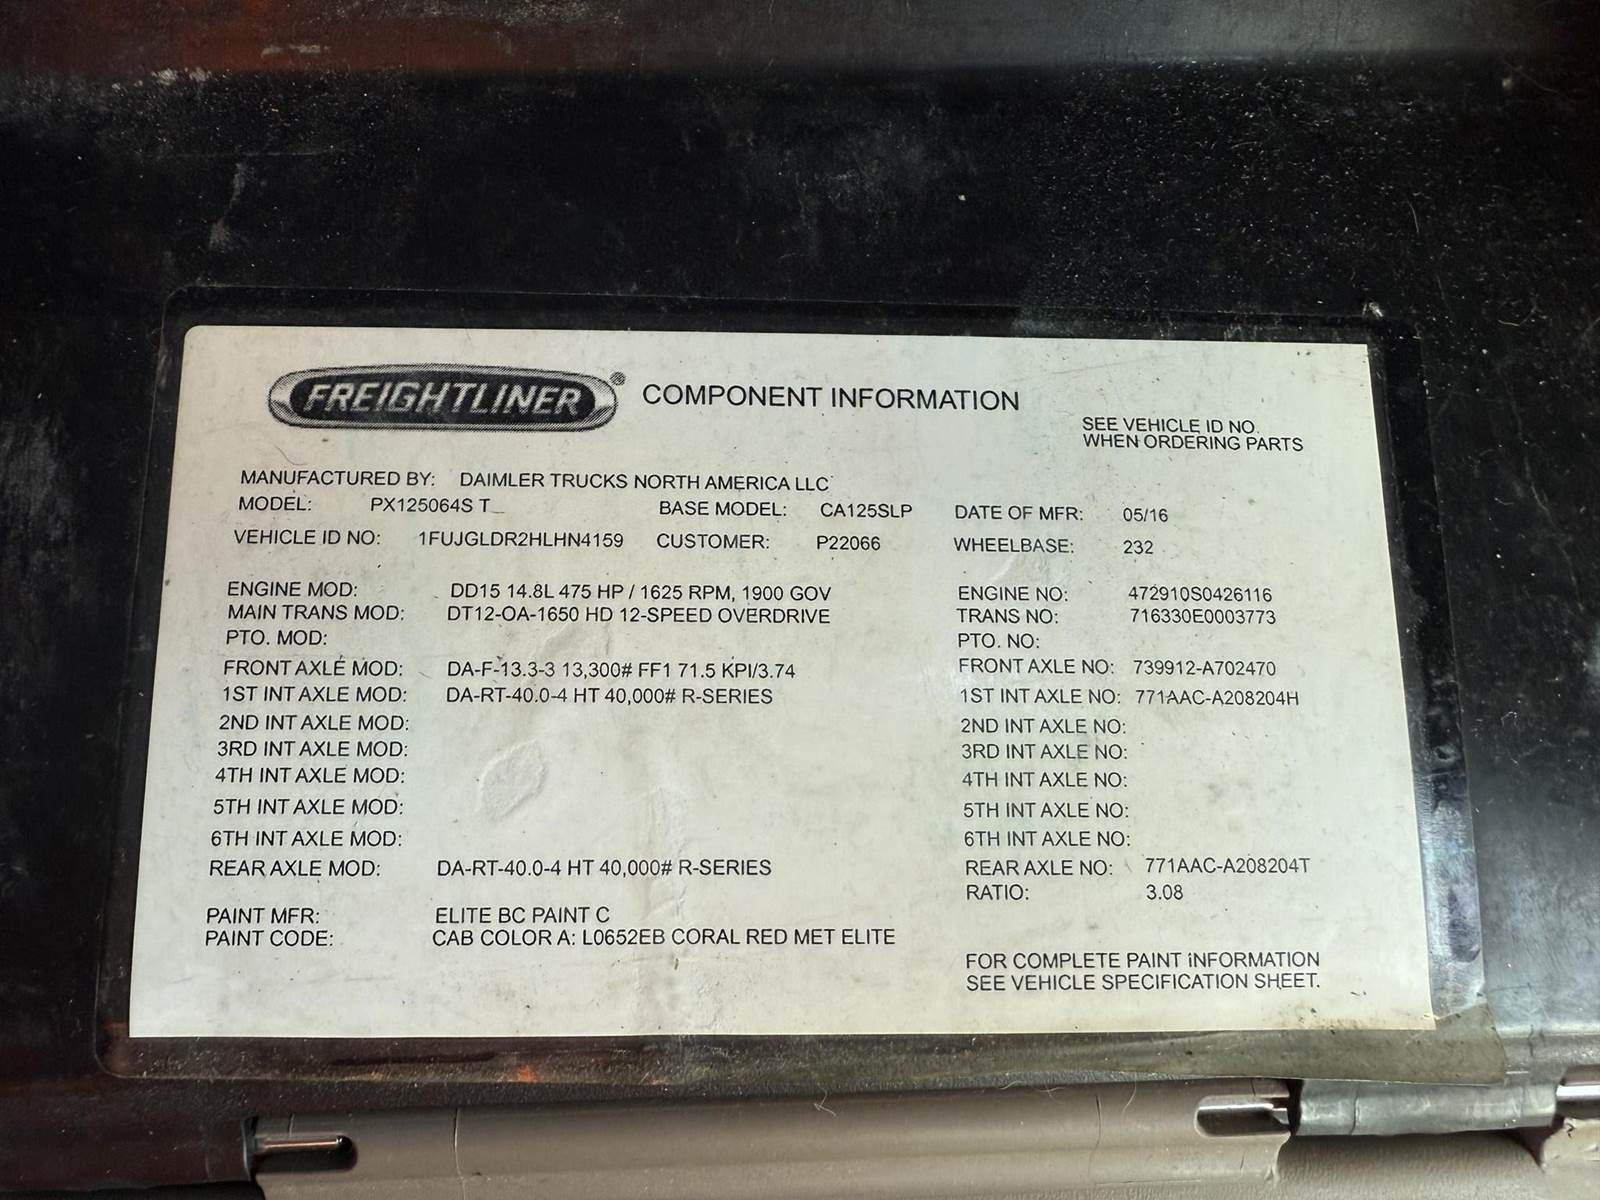 FREIGHTLINER® COMPONENT INFORMATION
SEE VEHICLE ID NO.
WHEN ORDERING PARTS
MANUFACTURED BY: DAIMLER TRUCKS NORTH AMERICA LLC
MODEL: PX125064S T BASE MODEL: CA125SLP DATE OF MFR: 05/16
VEHICLE ID NO: 1FUJGLDR2HLHN4159 CUSTOMER: P22066 WHEELBASE: 232
ENGINE MOD: DD15 14.8L 475 HP / 1625 RPM, 1900 GOV ENGINE NO: 472910S0426116
MAIN TRANS MOD: DT12-OA-1650 HD 12-SPEED OVERDRIVE TRANS NO: 716330E0003773
PTO. MOD: PTO. NO:
FRONT AXLE MOD: DA-F-13.3-3 13,300# FF1 71.5 KPI/3.74 FRONT AXLE NO: 739912-A702470
1ST INT AXLE MOD: DA-RT-40.0-4 HT 40,000# R-SERIES 1ST INT AXLE NO: 771AAC-A208204H
2ND INT AXLE MOD: 2ND INT AXLE NO:
3RD INT AXLE MOD: 3RD INT AXLE NO:
4TH INT AXLE MOD: 4TH INT AXLE NO:
5TH INT AXLE MOD: 5TH INT AXLE NO:
6TH INT AXLE MOD: 6TH INT AXLE NO:
REAR AXLE MOD: DA-RT-40.0-4 HT 40,000# R-SERIES REAR AXLE NO: 771AAC-A208204T
RATIO: 3.08
PAINT MFR: ELITE BC PAINT C
PAINT CODE: CAB COLOR A: L0652EB CORAL RED MET ELITE
FOR COMPLETE PAINT INFORMATION
SEE VEHICLE SPECIFICATION SHEET.